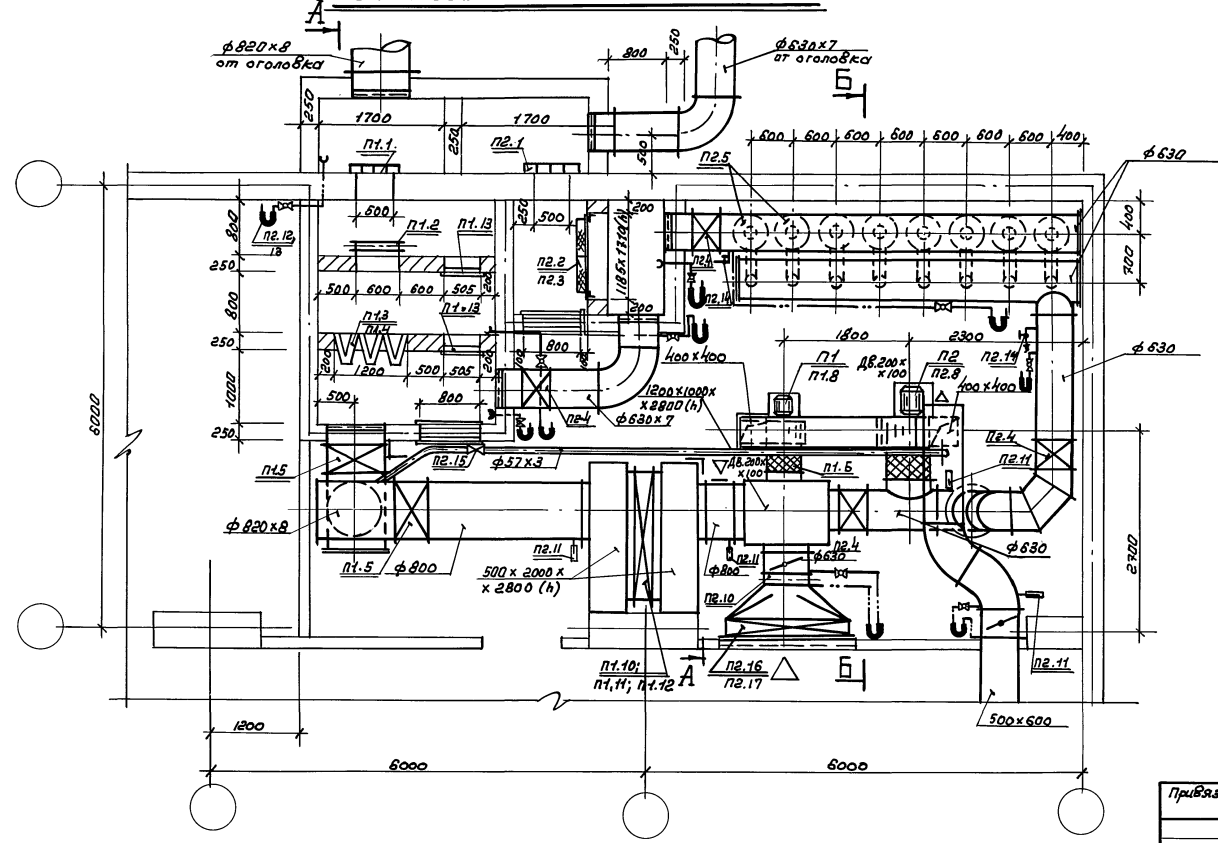 А
ф820×8
от оголовка
800
250
ф630×7
от оголовка
Б
250
1700
250
1700
500
600
600
600
600
600
600
600
400
П1.1.
П2.1
П2.5
ф630
800
П2.12,
13
600
П1.2
П1.13
250
500
200
400
П2.2
П2.3
1186×1710(h)
П2.4
700
250
500
600
600
505
200
П2.14
800
П1.3
П1.4
П1.13
200
1800
2300
250
200
1200
500
505
200
100
800
100
400×400
П1
П1.8
Дв.200×
×100
П2
П2.8
П2.14
400×400
ф630
6000
1000
500
800
1200×1000×
×2800(h)
П2.4
ф630×7
250
П2.4
П1.5
П2.15
ф57×3
Дв.200×
×100
П1.6
П2.11
ф820×8
П1.5
ф800
П2.11
500×2000×
×2800(h)
ф800
П2.11
ф630
П2.4
ф630
2700
П2.10
П1.10;
П1,11; П1.12
А
П2.16
П2.17
Б
П2.11
500×600
1200
6000
6000
Привяз